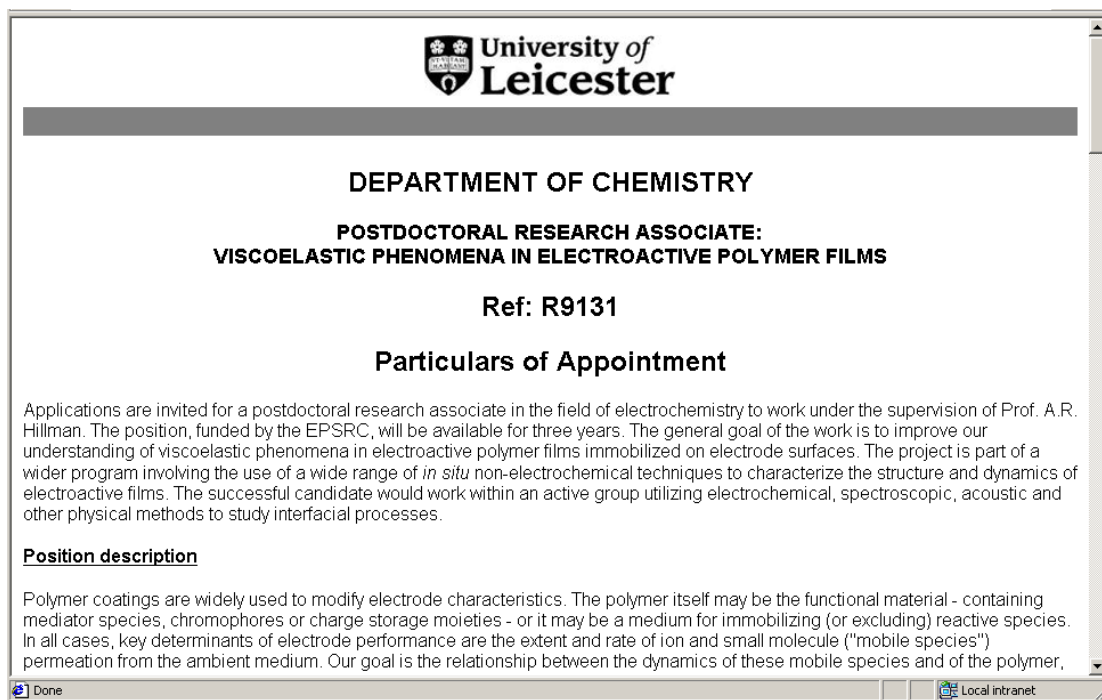 University of
Leicester
DEPARTMENT OF CHEMISTRY
POSTDOCTORAL RESEARCH ASSOCIATE:
VISCOELASTIC PHENOMENA IN ELECTROACTIVE POLYMER FILMS
Ref: R9131
Particulars of Appointment
Applications are invited for a postdoctoral research associate in the field of electrochemistry to work under the supervision of Prof. A.R.
Hillman. The position, funded by the EPSRC, will be available for three years. The general goal of the work is to improve our
understanding of viscoelastic phenomena in electroactive polymer films immobilized on electrode surfaces. The project is part of a
wider program involving the use of a wide range of in situ non-electrochemical techniques to characterize the structure and dynamics of
electroactive films. The successful candidate would work within an active group utilizing electrochemical, spectroscopic, acoustic and
other physical methods to study interfacial processes.
Position description
Polymer coatings are widely used to modify electrode characteristics. The polymer itself may be the functional material - containing
mediator species, chromophores or charge storage moieties - or it may be a medium for immobilizing (or excluding) reactive species.
In all cases, key determinants of electrode performance are the extent and rate of ion and small molecule ("mobile species")
permeation from the ambient medium. Our goal is the relationship between the dynamics of these mobile species and of the polymer,
Done
Local intranet